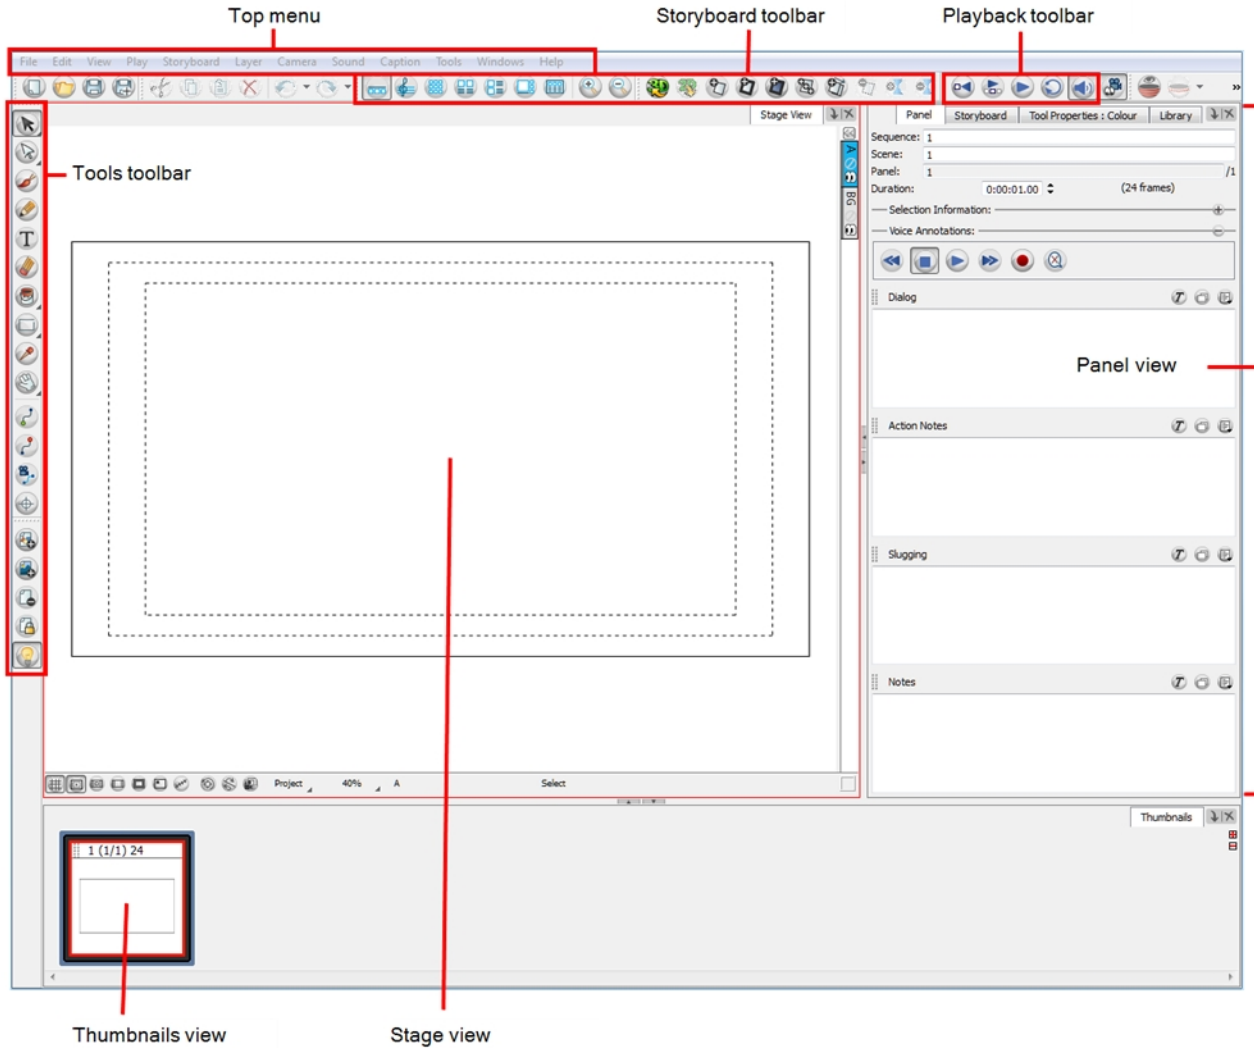 Top menu
Storyboard toolbar
Playback toolbar
File Edit View Play Storyboard Layer Camera Sound Caption Tools Windows Help
»
Stage View
Panel Storyboard Tool Properties : Colour Library
Sequence: 1
Scene: 1
Panel: 1 /1
Duration: 0:00:01.00 (24 frames)
Selection Information:
Voice Annotations:
A
BG
Tools toolbar
T
Dialog
Panel view
Action Notes
Slugging
Notes
Project 40% A Select
Thumbnails
1 (1/1) 24
Thumbnails view
Stage view